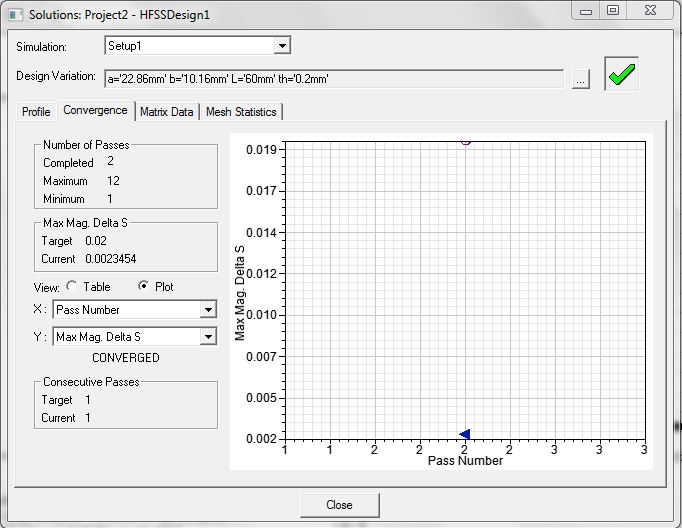 Solutions: Project2 - HFSSDesign1
Simulation: Setup1
Design Variation: a='22.86mm' b='10.16mm' L='60mm' th='0.2mm' ...
Profile Convergence Matrix Data Mesh Statistics
Number of Passes
Completed 2
Maximum 12
Minimum 1
Max Mag. Delta S
Target 0.02
Current 0.0023454
View: Table Plot
X : Pass Number
Y : Max Mag. Delta S
CONVERGED
Consecutive Passes
Target 1
Current 1
Max Mag. Delta S
0.019
0.017
0.014
0.012
0.010
0.007
0.005
0.002
1 1 2 2 2 2 3 3 3
Pass Number
Close